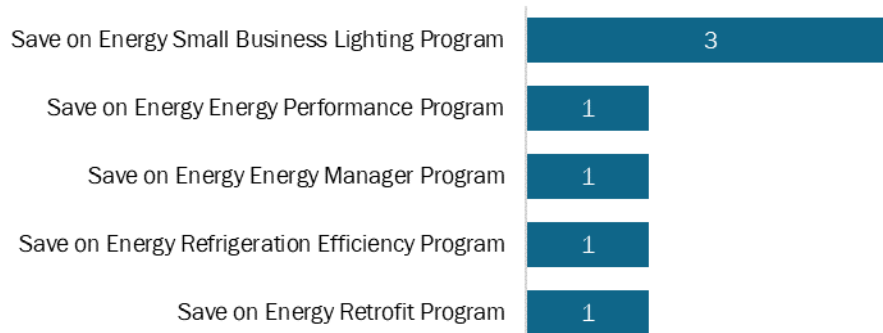 Save on Energy Small Business Lighting Program 3
Save on Energy Energy Performance Program 1
Save on Energy Energy Manager Program 1
Save on Energy Refrigeration Efficiency Program 1
Save on Energy Retrofit Program 1